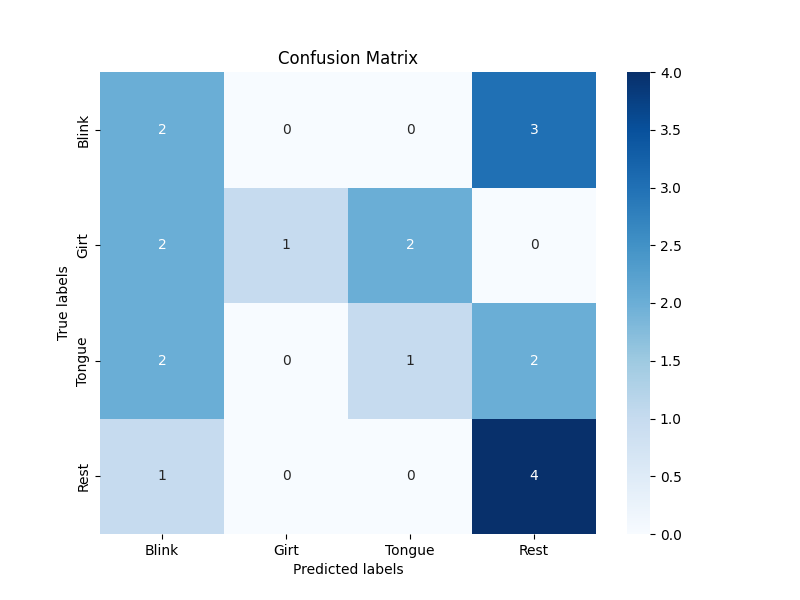 Confusion Matrix
Blink 2 0 0 3
Girt 2 1 2 0
Tongue 2 0 1 2
Rest 1 0 0 4
Blink Girt Tongue Rest
Predicted labels
True labels
4.0
3.5
3.0
2.5
2.0
1.5
1.0
0.5
0.0